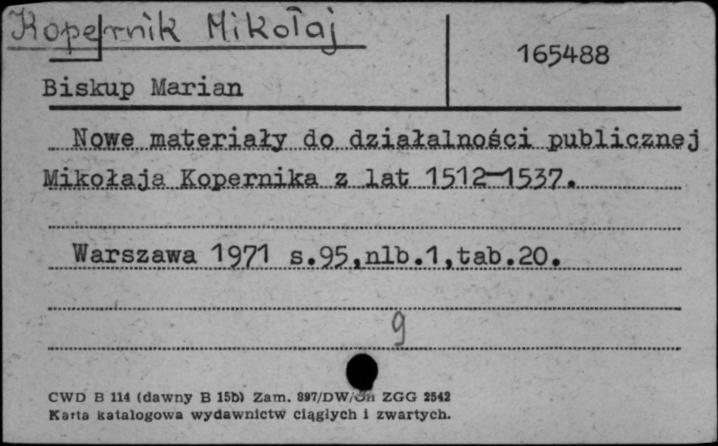 Kopernik Mikołaj
165488
Biskup Marian
Nowe materiały do działalności publicznej
Mikołaja Kopernika z lat 1512-1537.
Warszawa 1971 s.95,nlb.1,tab.20.
9
CWD B 114 (dawny B 15b) Zam. 897/DW/ ZGG 2542
Karta katalogowa wydawnictw ciągłych i zwartych.